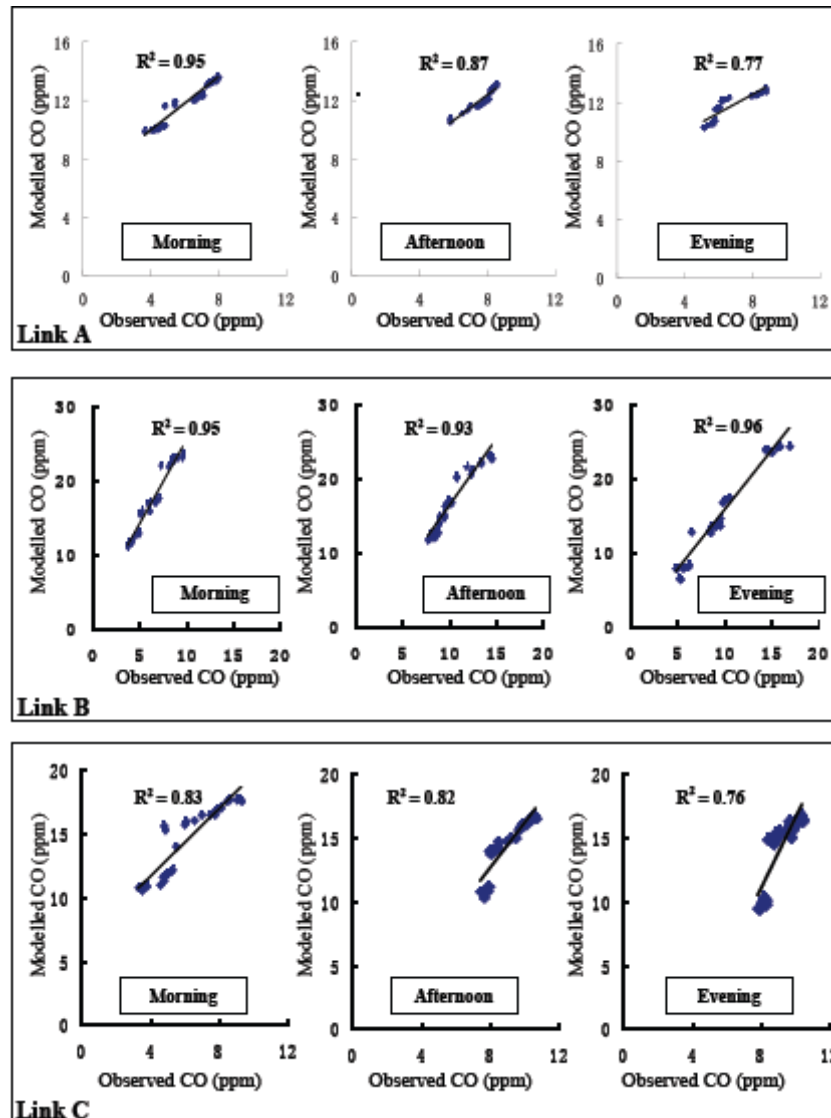 R² = 0.95
Modelled CO (ppm)
16
12
8
4
0
Morning
0 4 8 12
Observed CO (ppm)
R² = 0.87
Modelled CO (ppm)
16
12
8
4
0
Afternoon
0 4 8 12
Observed CO (ppm)
R² = 0.77
Modelled CO (ppm)
16
12
8
4
0
Evening
0 4 8 12
Observed CO (ppm)
Link A
R² = 0.95
Modelled CO (ppm)
30
20
10
0
Morning
0 5 10 15 20
Observed CO (ppm)
R² = 0.93
Modelled CO (ppm)
30
20
10
0
Afternoon
0 5 10 15 20
Observed CO (ppm)
R² = 0.96
Modelled CO (ppm)
30
20
10
0
Evening
0 5 10 15 20
Observed CO (ppm)
Link B
R² = 0.83
Modelled CO (ppm)
20
15
10
5
0
Morning
0 4 8 12
Observed CO (ppm)
R² = 0.82
Modelled CO (ppm)
20
15
10
5
0
Afternoon
0 4 8 12
Observed CO (ppm)
R² = 0.76
Modelled CO (ppm)
20
15
10
5
0
Evening
0 4 8 12
Observed CO (ppm)
Link C